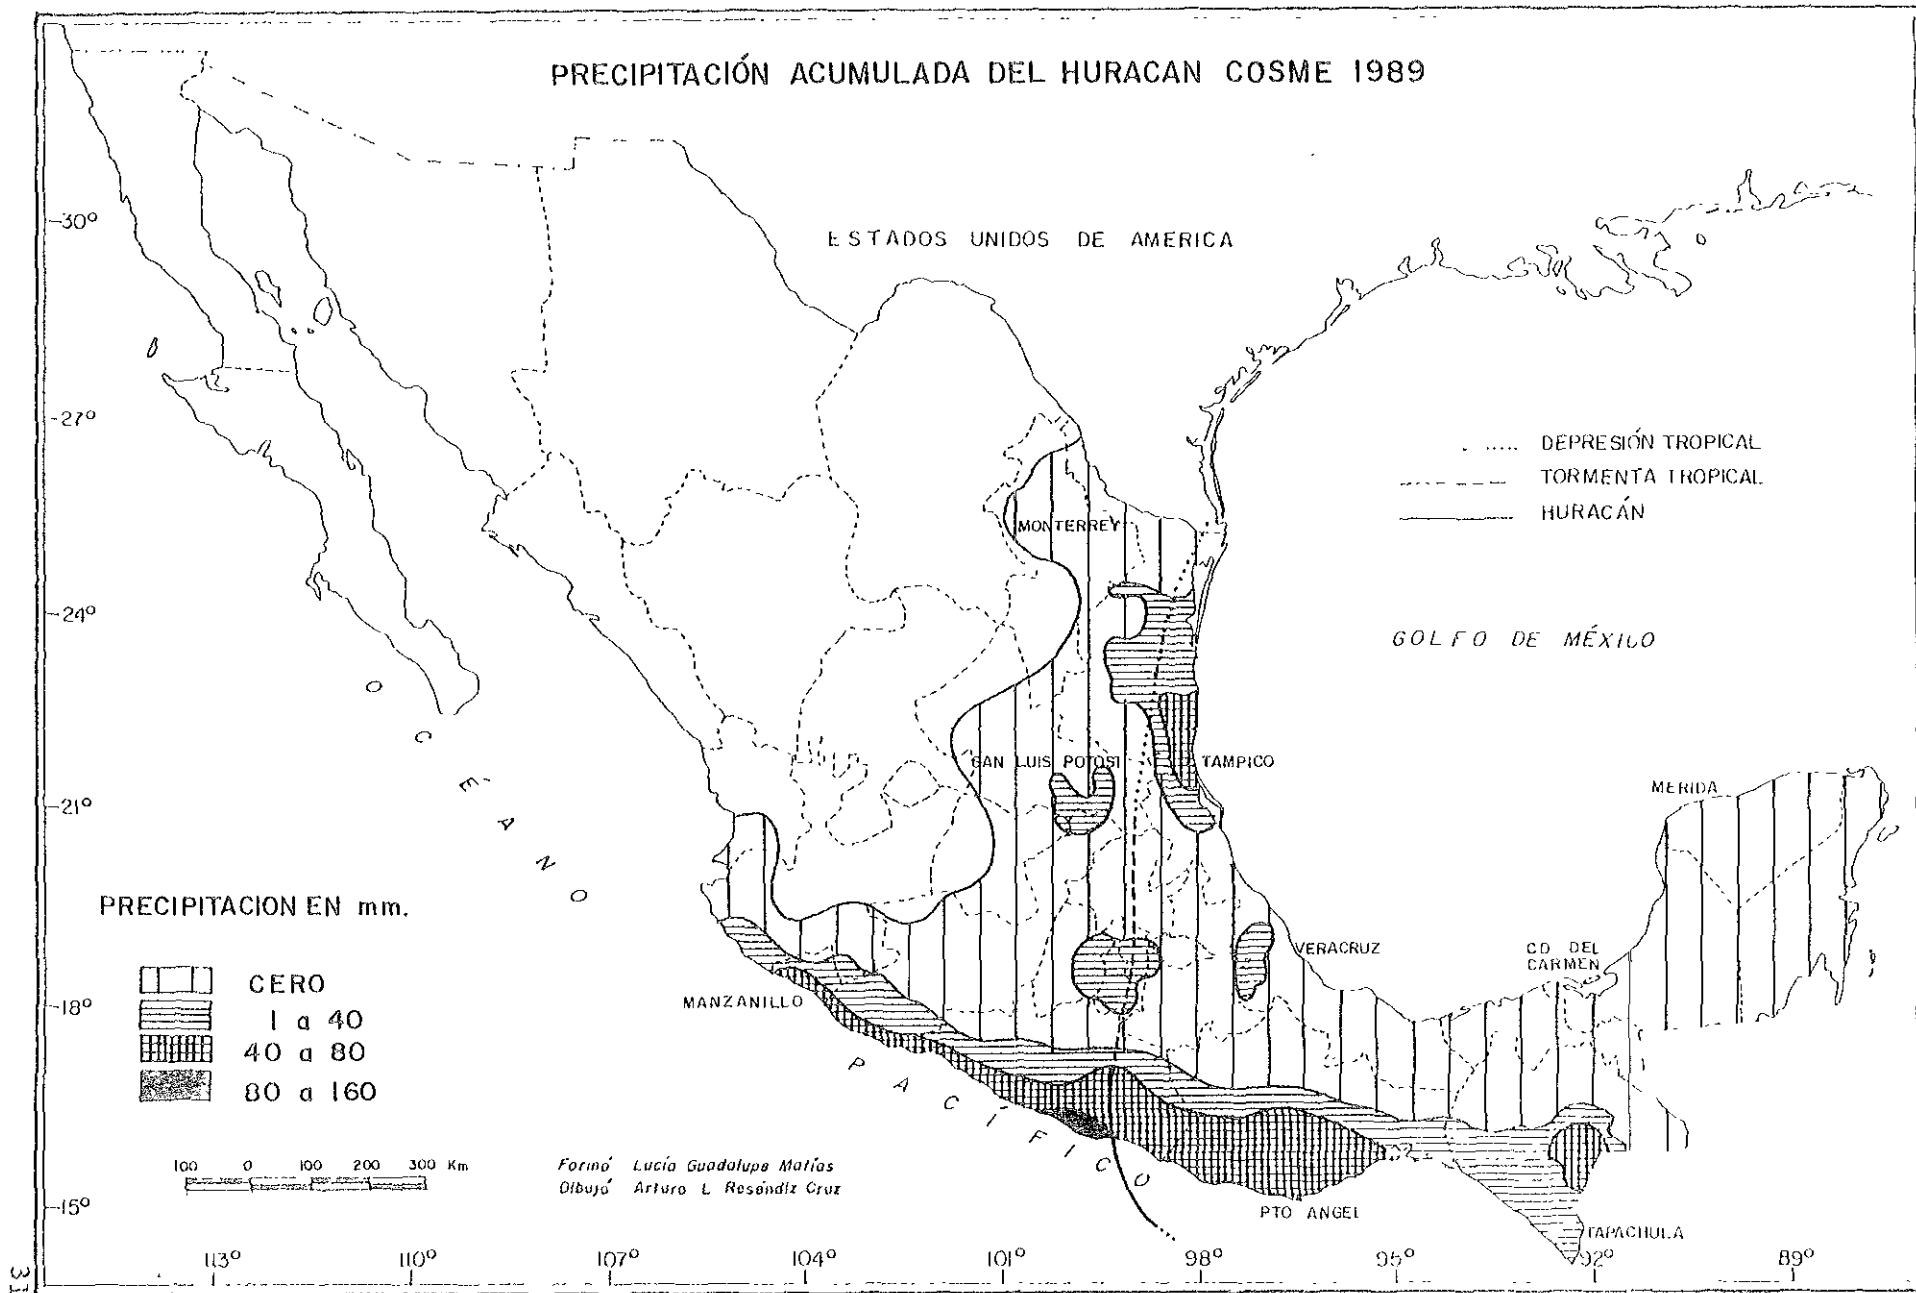 PRECIPITACIÓN ACUMULADA DEL HURACAN COSME 1989
30°
ESTADOS UNIDOS DE AMERICA
27°
DEPRESIÓN TROPICAL
TORMENTA TROPICAL
HURACÁN
MONTERREY
24°
GOLFO DE MÉXICO
SAN LUIS POTOSI
TAMPICO
MERIDA
21°
OCÉANO
PRECIPITACION EN mm.
VERACRUZ
CD. DEL
CARMEN
CERO
MANZANILLO
18°
1 a 40
40 a 80
80 a 160
PACÍFICO
100 0 100 200 300 Km
Formó Lucía Guadalupe Matías
Dibujó Arturo L Reséndiz Cruz
15°
PTO ANGEL
TAPACHULA
113° 110° 107° 104° 101° 98° 95° 92° 89°
31